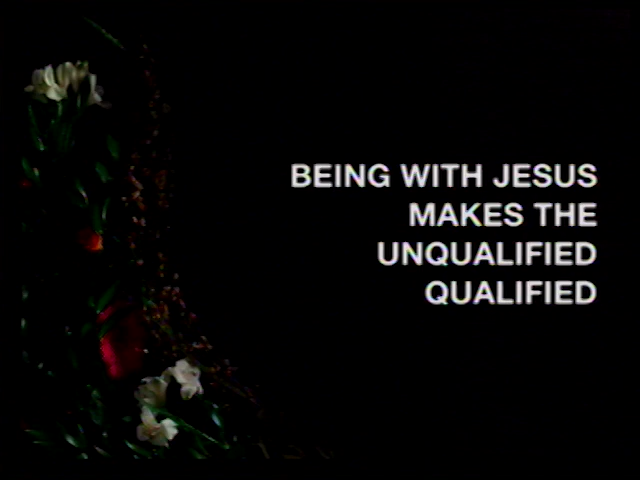 BEING WITH JESUS
MAKES THE
UNQUALIFIED
QUALIFIED